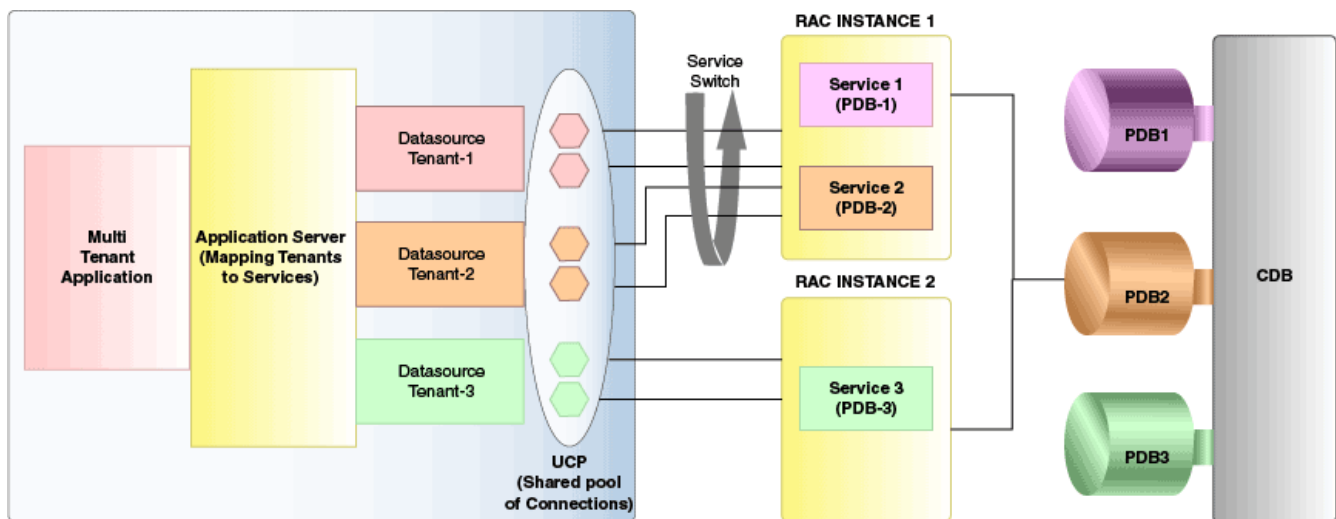 Multi
Tenant
Application
Application Server
(Mapping Tenants
to Services)
Datasource
Tenant-1
Datasource
Tenant-2
Datasource
Tenant-3
UCP
(Shared pool
of Connections)
Service
Switch
RAC INSTANCE 1
Service 1
(PDB-1)
Service 2
(PDB-2)
RAC INSTANCE 2
Service 3
(PDB-3)
PDB1
PDB2
PDB3
CDB